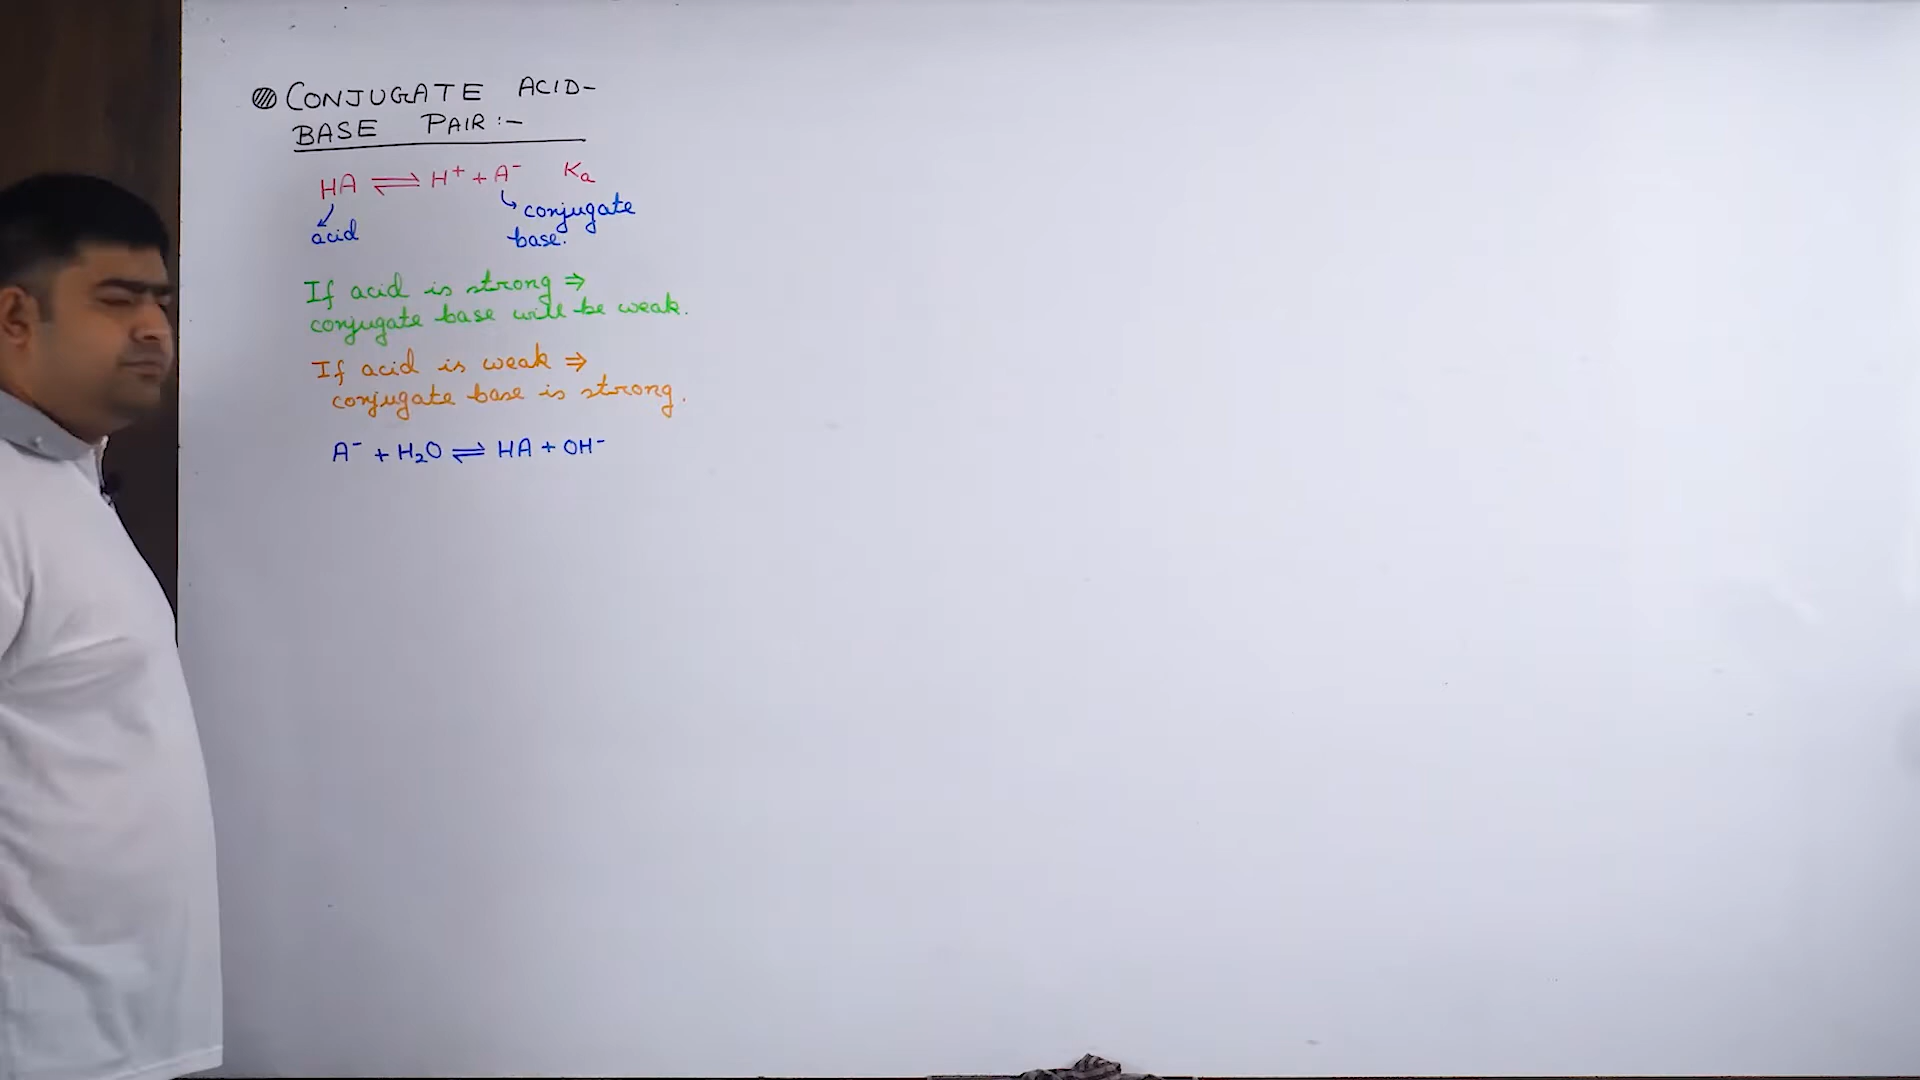 CONJUGATE ACID-
BASE PAIR :-
HA ⇌ H⁺ + A⁻ Ka
acid
conjugate
base.
If acid is strong ⇒
conjugate base will be weak.
If acid is weak ⇒
conjugate base is strong.
A⁻ + H₂O ⇌ HA + OH⁻